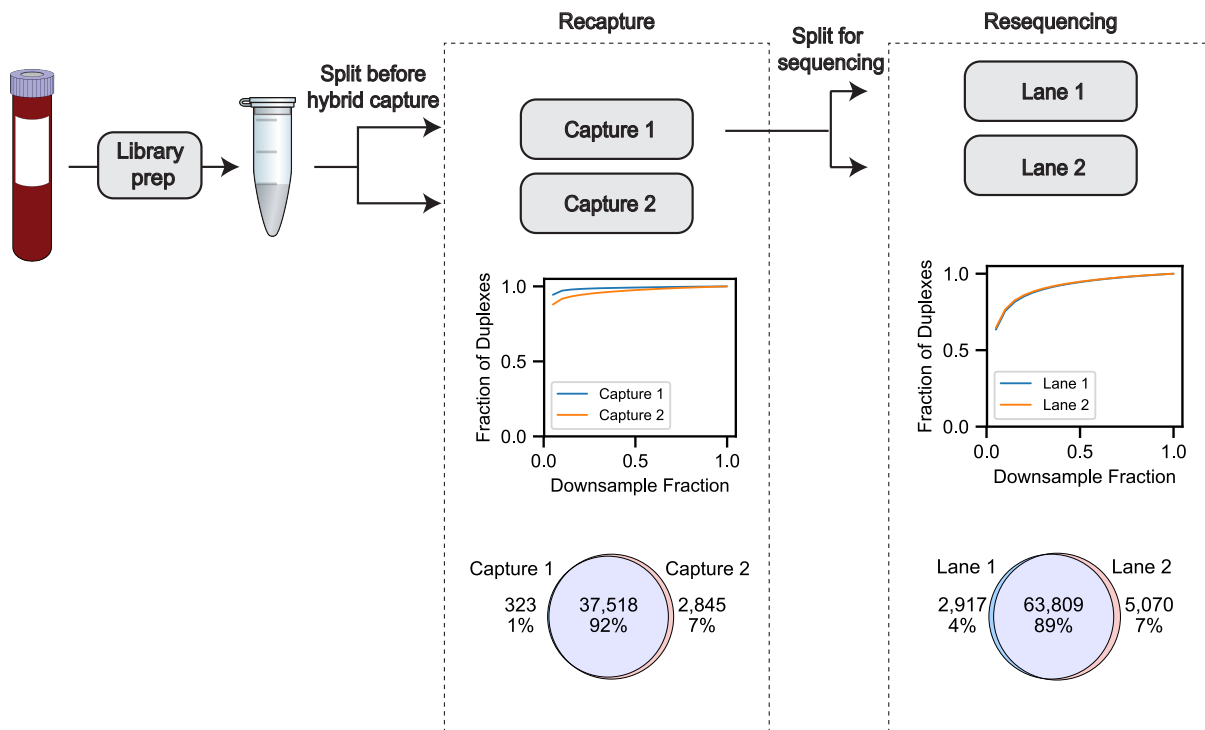 Recapture
Resequencing
Split before
hybrid capture
Split for
sequencing
Library
prep
Capture 1
Capture 2
Lane 1
Lane 2
Fraction of Duplexes
1.0
0.5
0.0
Capture 1
Capture 2
0.0 0.5 1.0
Downsample Fraction
Fraction of Duplexes
1.0
0.5
0.0
Lane 1
Lane 2
0.0 0.5 1.0
Downsample Fraction
Capture 1 Capture 2
323 37,518 2,845
1% 92% 7%
Lane 1 Lane 2
2,917 63,809 5,070
4% 89% 7%